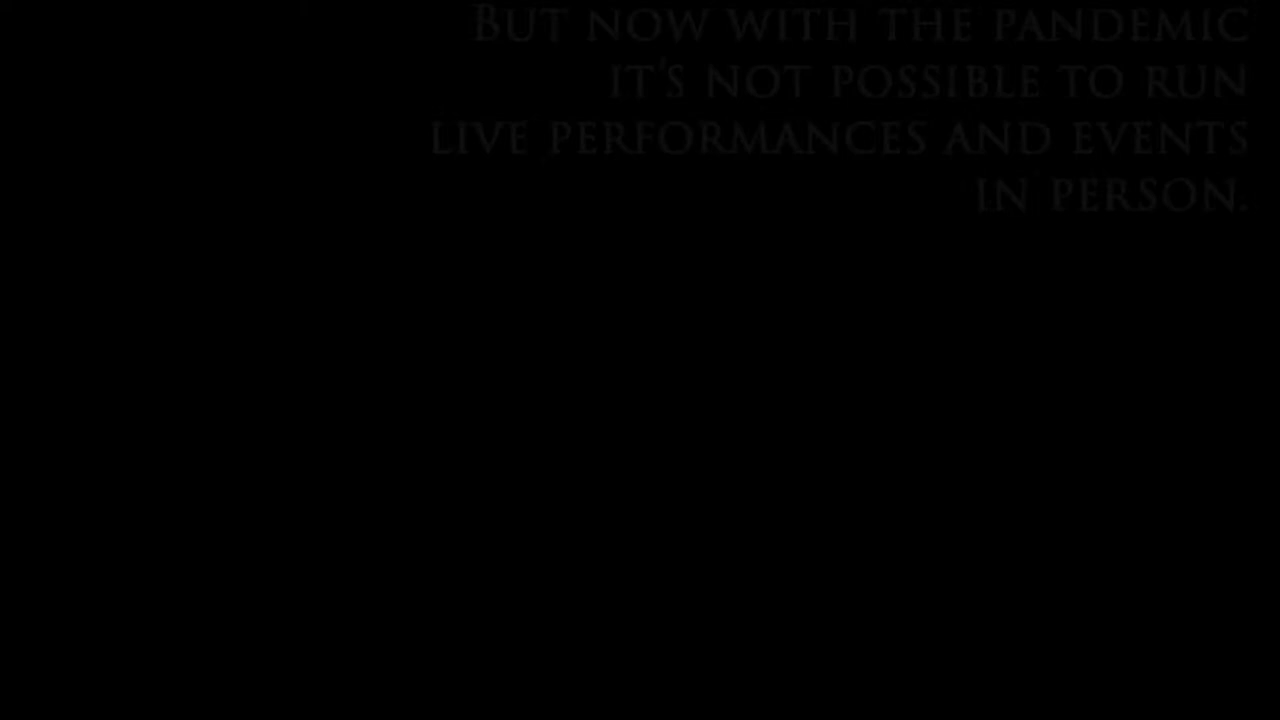 But now with the pandemic
it's not possible to run
live performances and events
in person.